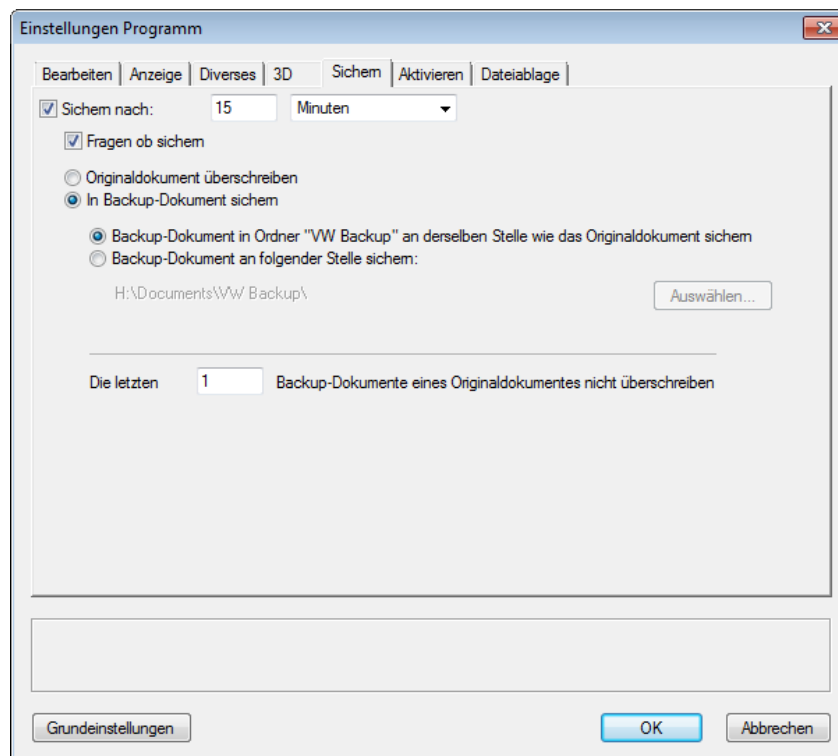 Einstellungen Programm
Bearbeiten Anzeige Diverses 3D Sichern Aktivieren Dateiablage
Sichern nach: 15 Minuten
Fragen ob sichern
Originaldokument überschreiben
In Backup-Dokument sichern
Backup-Dokument in Ordner "VW Backup" an derselben Stelle wie das Originaldokument sichern
Backup-Dokument an folgender Stelle sichern:
H:\Documents\VW Backup\ Auswählen...
Die letzten 1 Backup-Dokumente eines Originaldokumentes nicht überschreiben
Grundeinstellungen OK Abbrechen